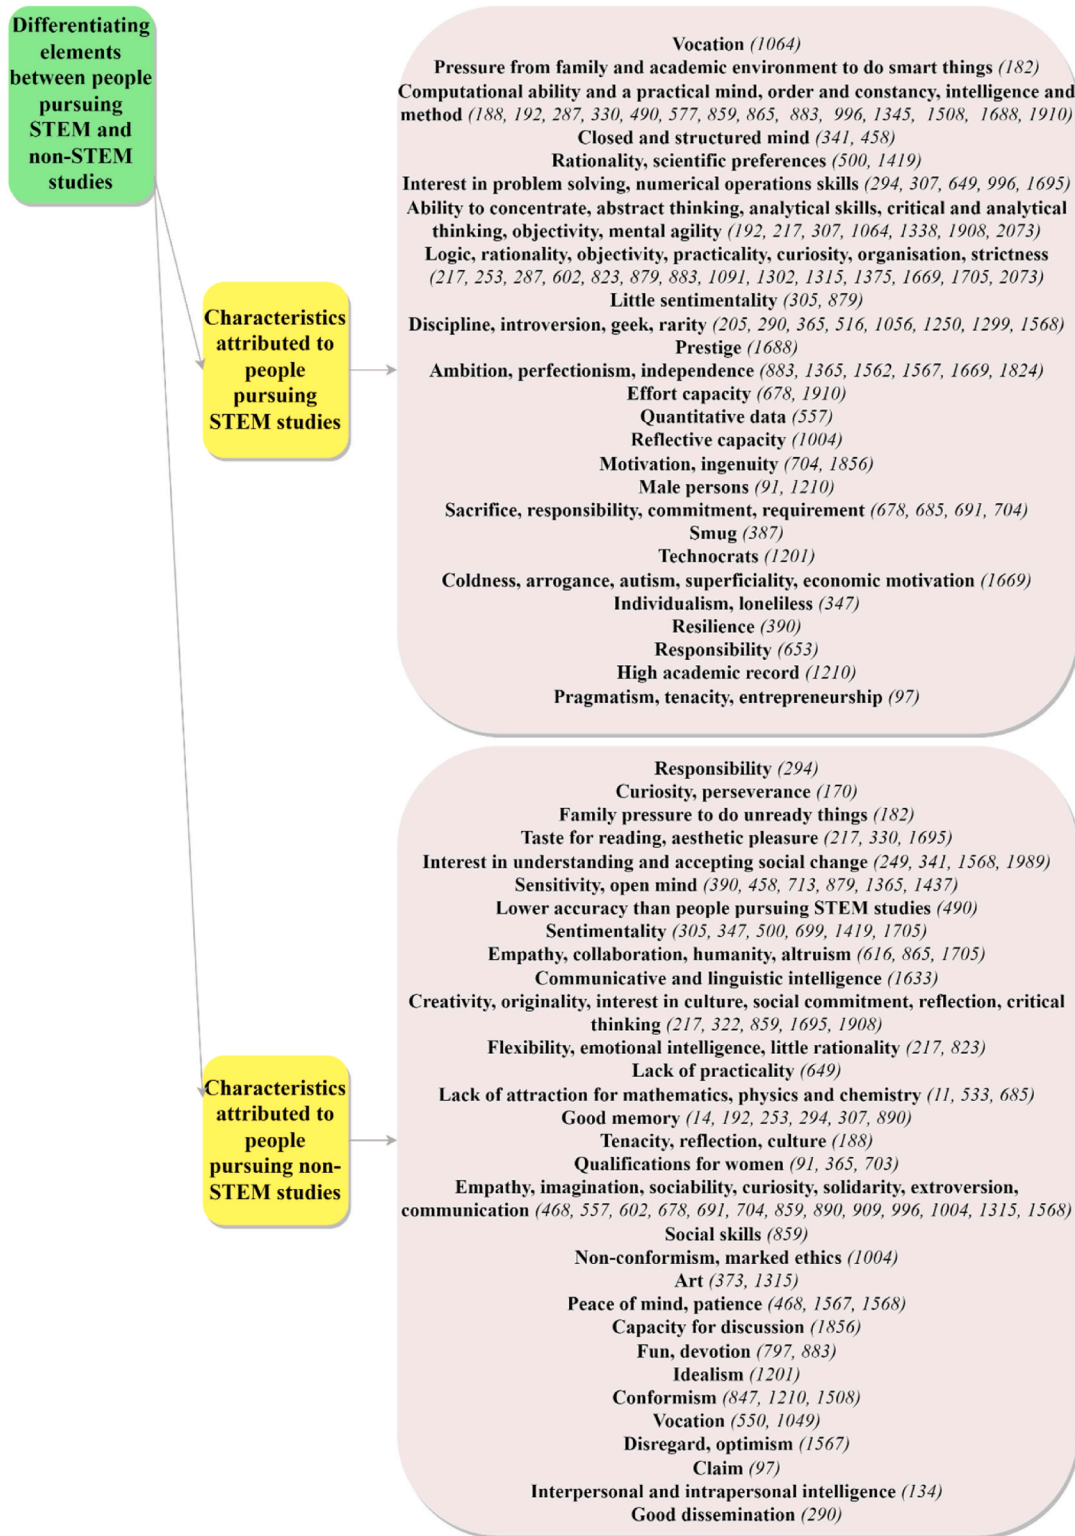 Differentiating
elements
between people
pursuing
STEM and
non-STEM
studies
Characteristics
attributed to
people
pursuing
STEM studies
Vocation (1064)
Pressure from family and academic environment to do smart things (182)
Computational ability and a practical mind, order and constancy, intelligence and
method (188, 192, 287, 330, 490, 577, 859, 865, 883, 996, 1345, 1508, 1688, 1910)
Closed and structured mind (341, 458)
Rationality, scientific preferences (500, 1419)
Interest in problem solving, numerical operations skills (294, 307, 649, 996, 1695)
Ability to concentrate, abstract thinking, analytical skills, critical and analytical
thinking, objectivity, mental agility (192, 217, 307, 1064, 1338, 1908, 2073)
Logic, rationality, objectivity, practicality, curiosity, organisation, strictness
(217, 253, 287, 602, 823, 879, 883, 1091, 1302, 1315, 1375, 1669, 1705, 2073)
Little sentimentality (305, 879)
Discipline, introversion, geek, rarity (205, 290, 365, 516, 1056, 1250, 1299, 1568)
Prestige (1688)
Ambition, perfectionism, independence (883, 1365, 1562, 1567, 1669, 1824)
Effort capacity (678, 1910)
Quantitative data (557)
Reflective capacity (1004)
Motivation, ingenuity (704, 1856)
Male persons (91, 1210)
Sacrifice, responsibility, commitment, requirement (678, 685, 691, 704)
Smug (387)
Technocrats (1201)
Coldness, arrogance, autism, superficiality, economic motivation (1669)
Individualism, loneliless (347)
Resilience (390)
Responsibility (653)
High academic record (1210)
Pragmatism, tenacity, entrepreneurship (97)
Characteristics
attributed to
people
pursuing non-
STEM studies
Responsibility (294)
Curiosity, perseverance (170)
Family pressure to do unready things (182)
Taste for reading, aesthetic pleasure (217, 330, 1695)
Interest in understanding and accepting social change (249, 341, 1568, 1989)
Sensitivity, open mind (390, 458, 713, 879, 1365, 1437)
Lower accuracy than people pursuing STEM studies (490)
Sentimentality (305, 347, 500, 699, 1419, 1705)
Empathy, collaboration, humanity, altruism (616, 865, 1705)
Communicative and linguistic intelligence (1633)
Creativity, originality, interest in culture, social commitment, reflection, critical
thinking (217, 322, 859, 1695, 1908)
Flexibility, emotional intelligence, little rationality (217, 823)
Lack of practicality (649)
Lack of attraction for mathematics, physics and chemistry (11, 533, 685)
Good memory (14, 192, 253, 294, 307, 890)
Tenacity, reflection, culture (188)
Qualifications for women (91, 365, 703)
Empathy, imagination, sociability, curiosity, solidarity, extroversion,
communication (468, 557, 602, 678, 691, 704, 859, 890, 909, 996, 1004, 1315, 1568)
Social skills (859)
Non-conformism, marked ethics (1004)
Art (373, 1315)
Peace of mind, patience (468, 1567, 1568)
Capacity for discussion (1856)
Fun, devotion (797, 883)
Idealism (1201)
Conformism (847, 1210, 1508)
Vocation (550, 1049)
Disregard, optimism (1567)
Claim (97)
Interpersonal and intrapersonal intelligence (134)
Good dissemination (290)